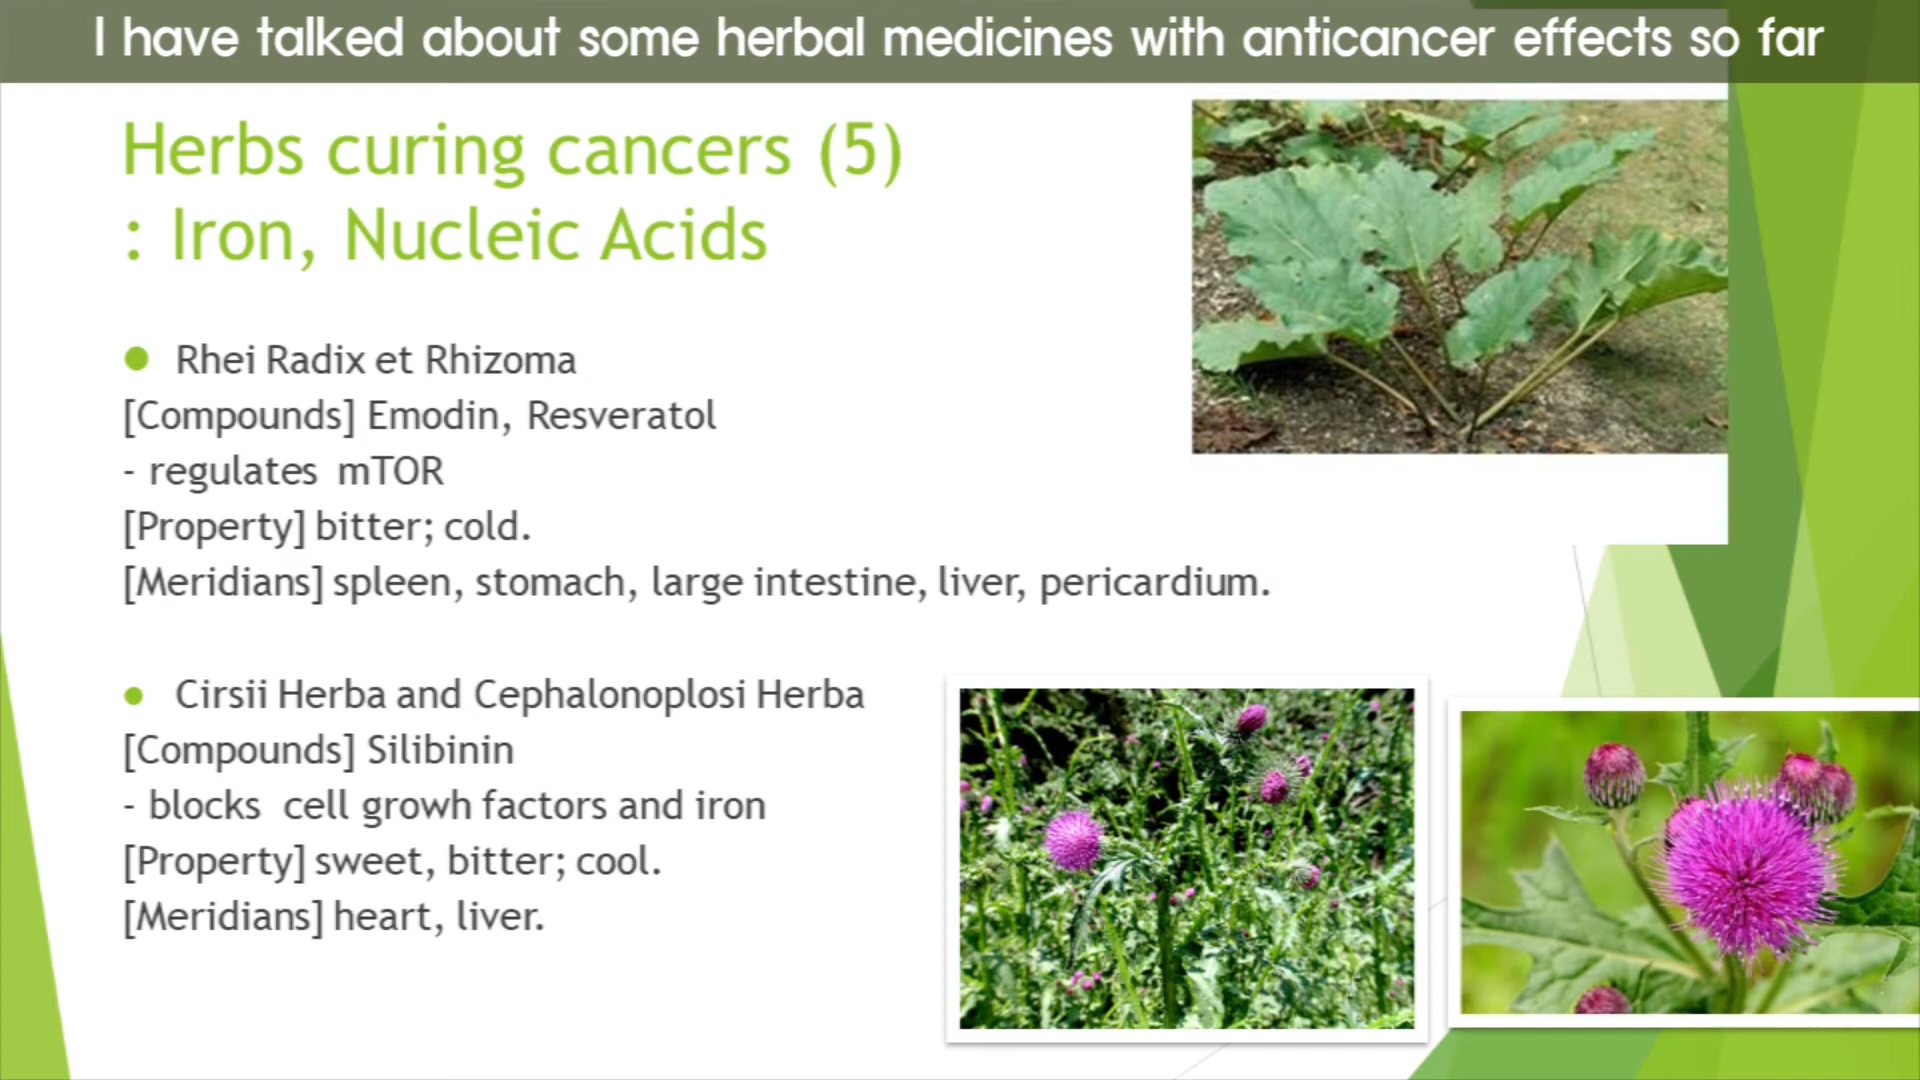 I have talked about some herbal medicines with anticancer effects so far
Herbs curing cancers (5)
: Iron, Nucleic Acids
● Rhei Radix et Rhizoma
[Compounds] Emodin, Resveratol
- regulates mTOR
[Property] bitter; cold.
[Meridians] spleen, stomach, large intestine, liver, pericardium.
● Cirsii Herba and Cephalonoplosi Herba
[Compounds] Silibinin
- blocks cell growh factors and iron
[Property] sweet, bitter; cool.
[Meridians] heart, liver.